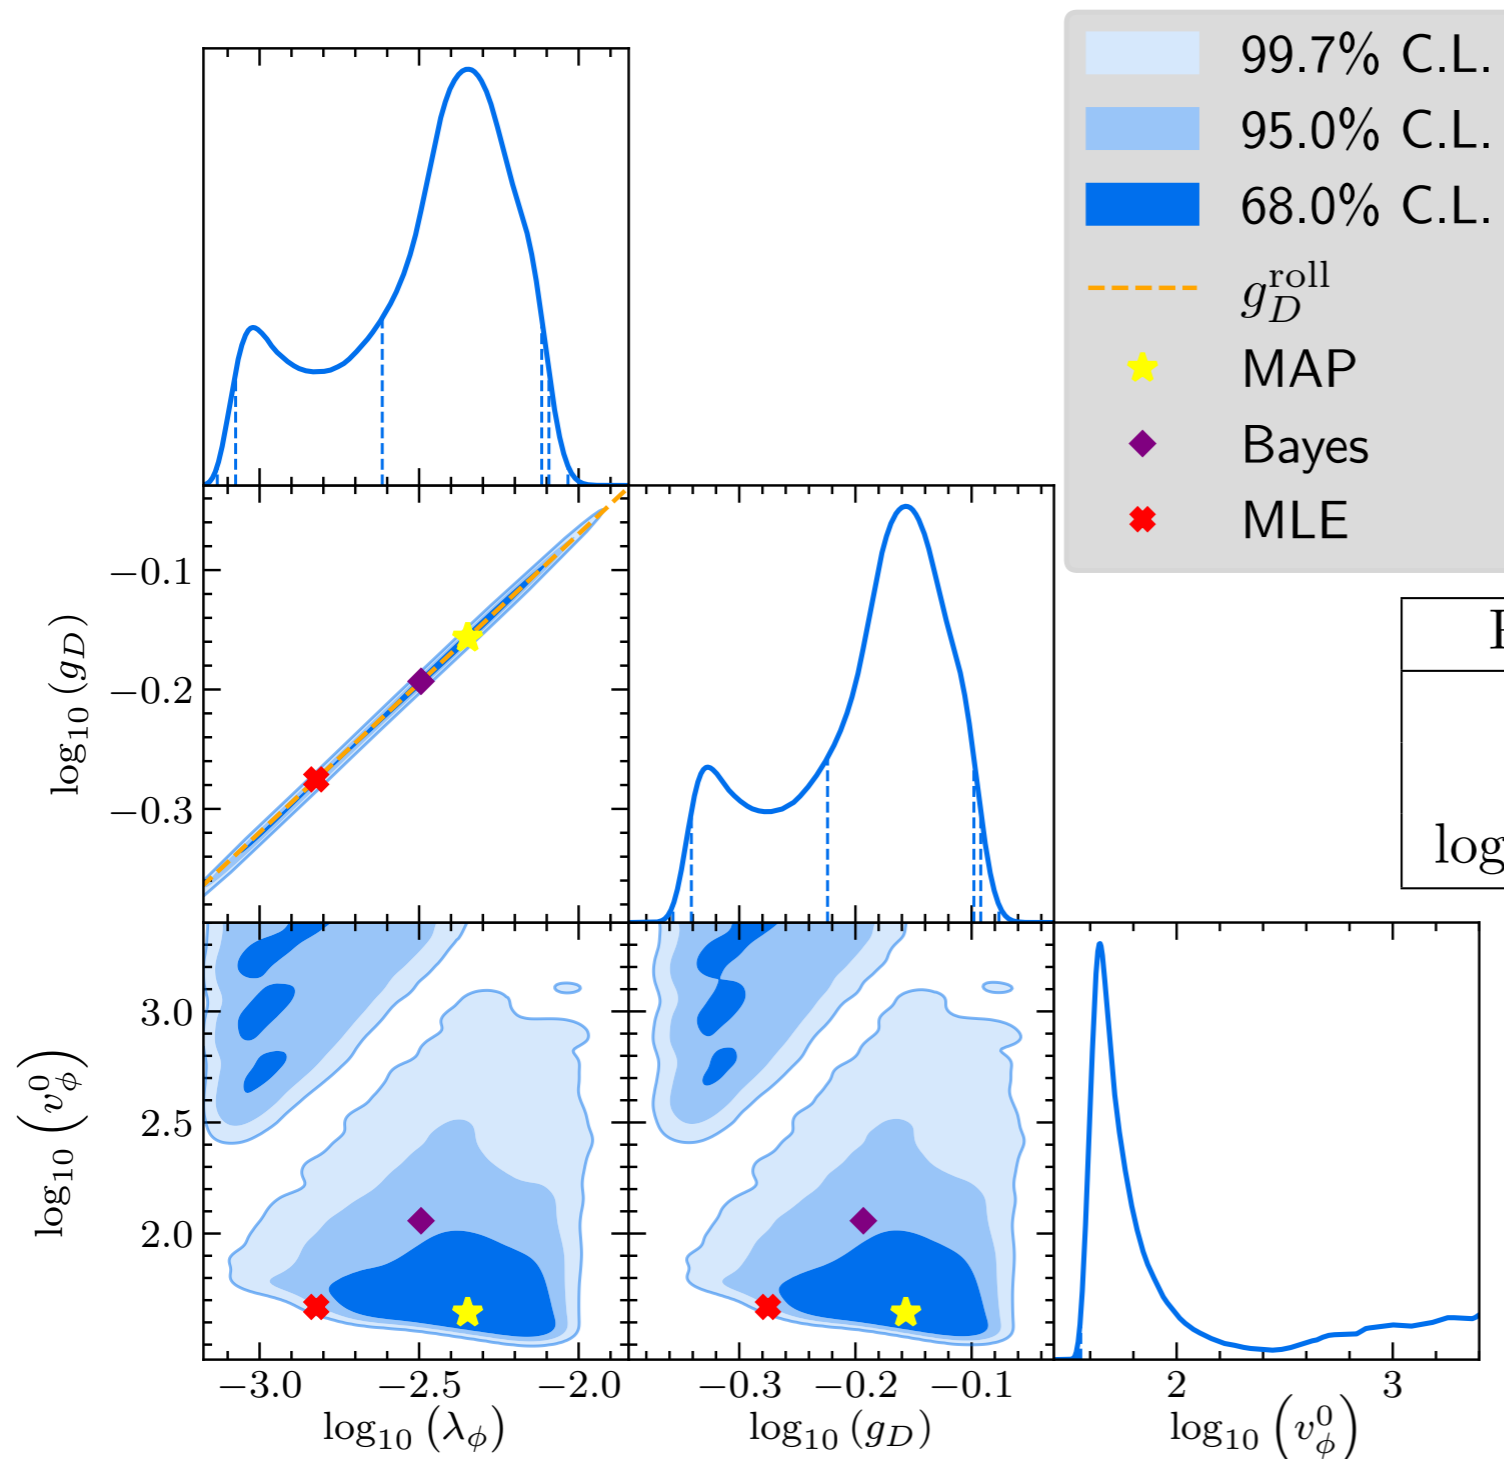 99.7% C.L.
95.0% C.L.
68.0% C.L.
g_D^roll
MAP
Bayes
MLE
log
log₁₀ (g_D)
−0.1
−0.2
−0.3
log₁₀ (v_ϕ^0)
3.0
2.5
2.0
−3.0 −2.5 −2.0
−0.3 −0.2 −0.1
2 3
log₁₀ (λ_ϕ)
log₁₀ (g_D)
log₁₀ (v_ϕ^0)